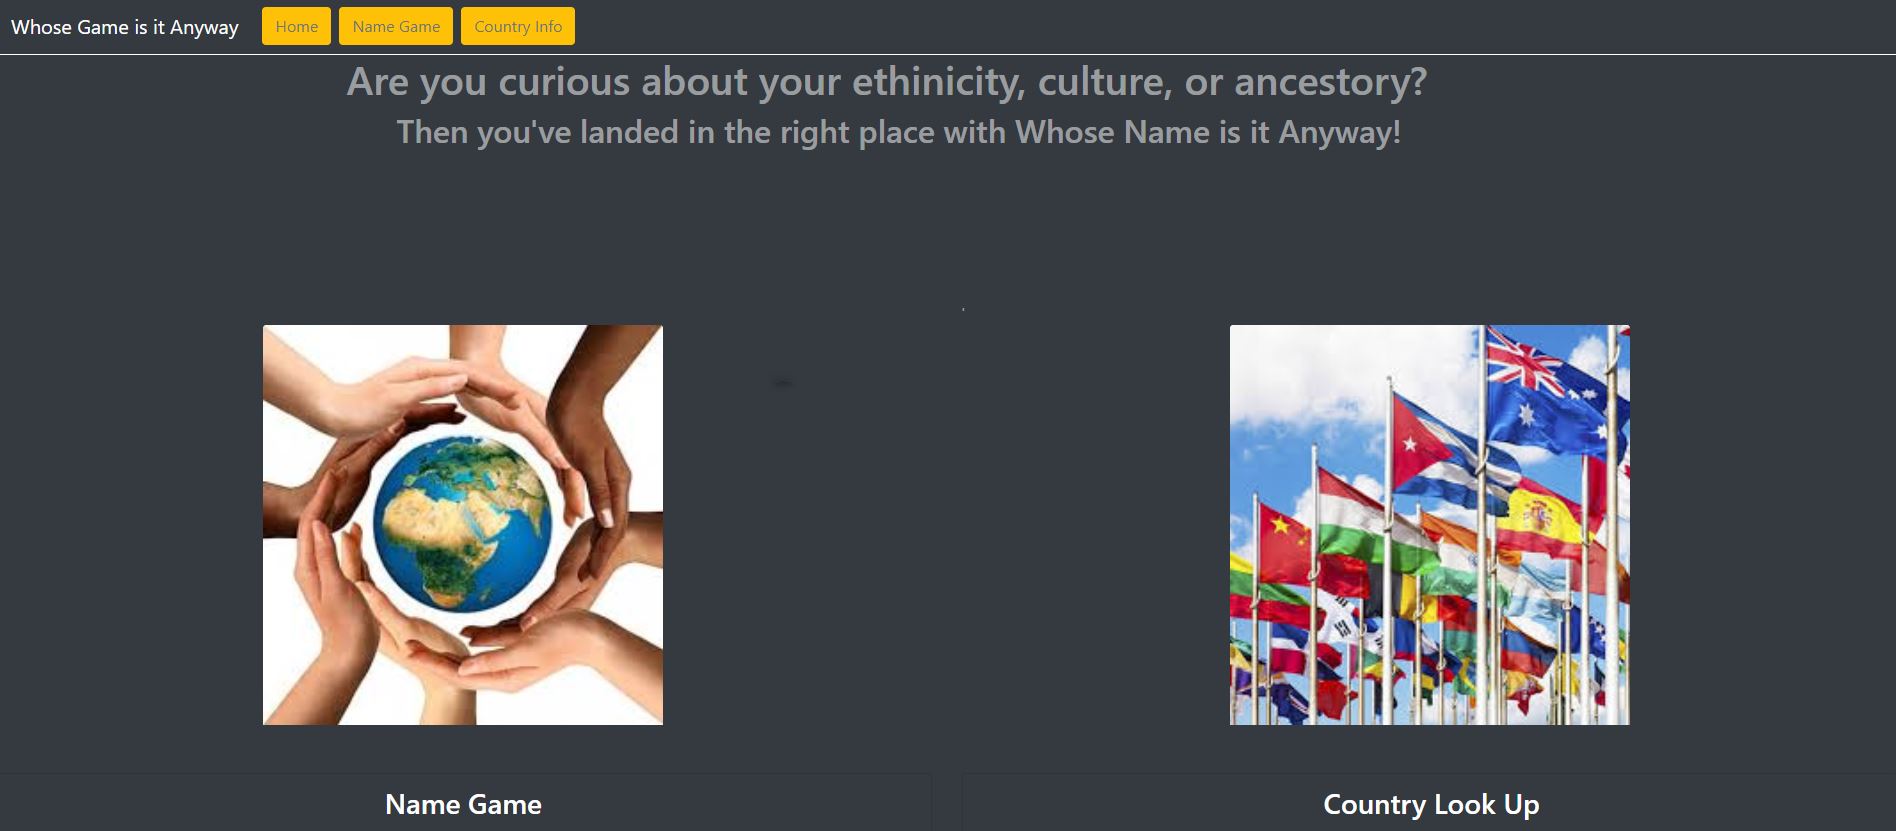 Whose Game is it Anyway Home Name Game Country Info
Are you curious about your ethinicity, culture, or ancestory?
Then you've landed in the right place with Whose Name is it Anyway!
Name Game
Country Look Up